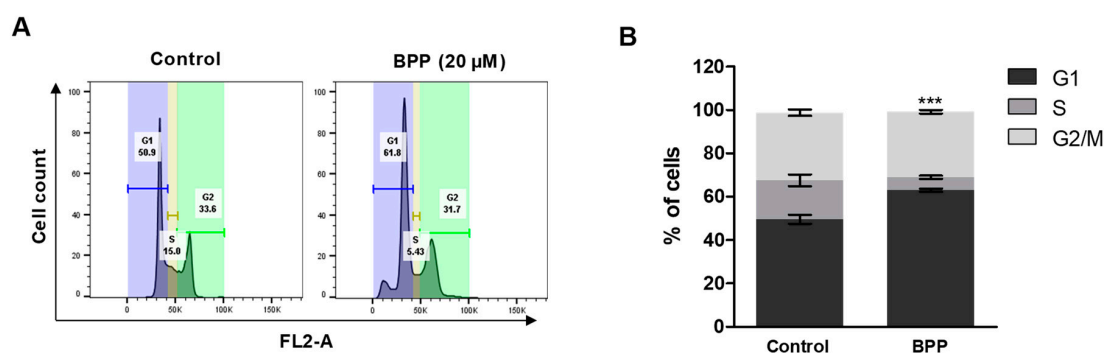 A
Control
BPP (20 μM)
Cell count
100
80
60
40
20
0
G1
50.9
S
15.0
G2
33.6
0
50K
100K
150K
100
80
60
40
20
0
G1
61.8
S
5.43
G2
31.7
0
50K
100K
150K
FL2-A
B
% of cells
120
100
80
60
40
20
0
***
Control
BPP
G1
S
G2/M